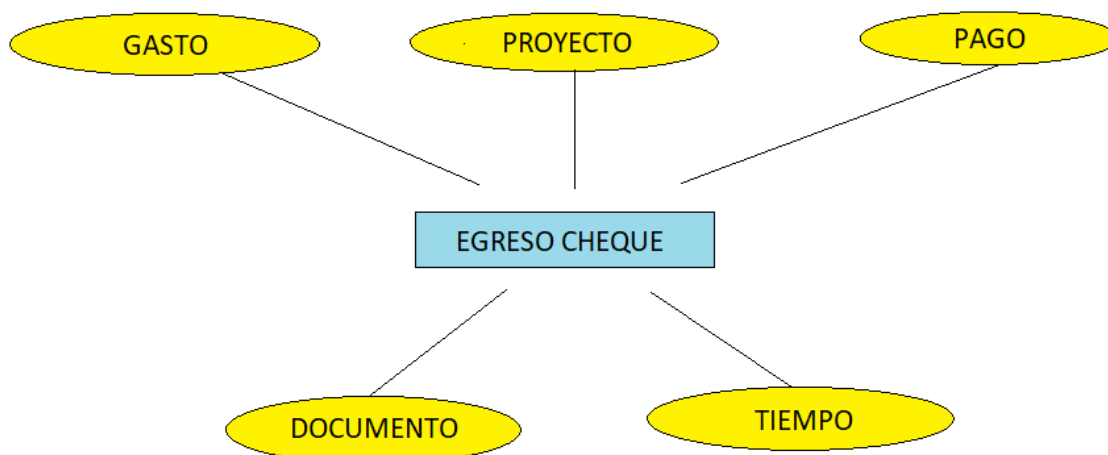 GASTO
PROYECTO
PAGO
EGRESO CHEQUE
DOCUMENTO
TIEMPO